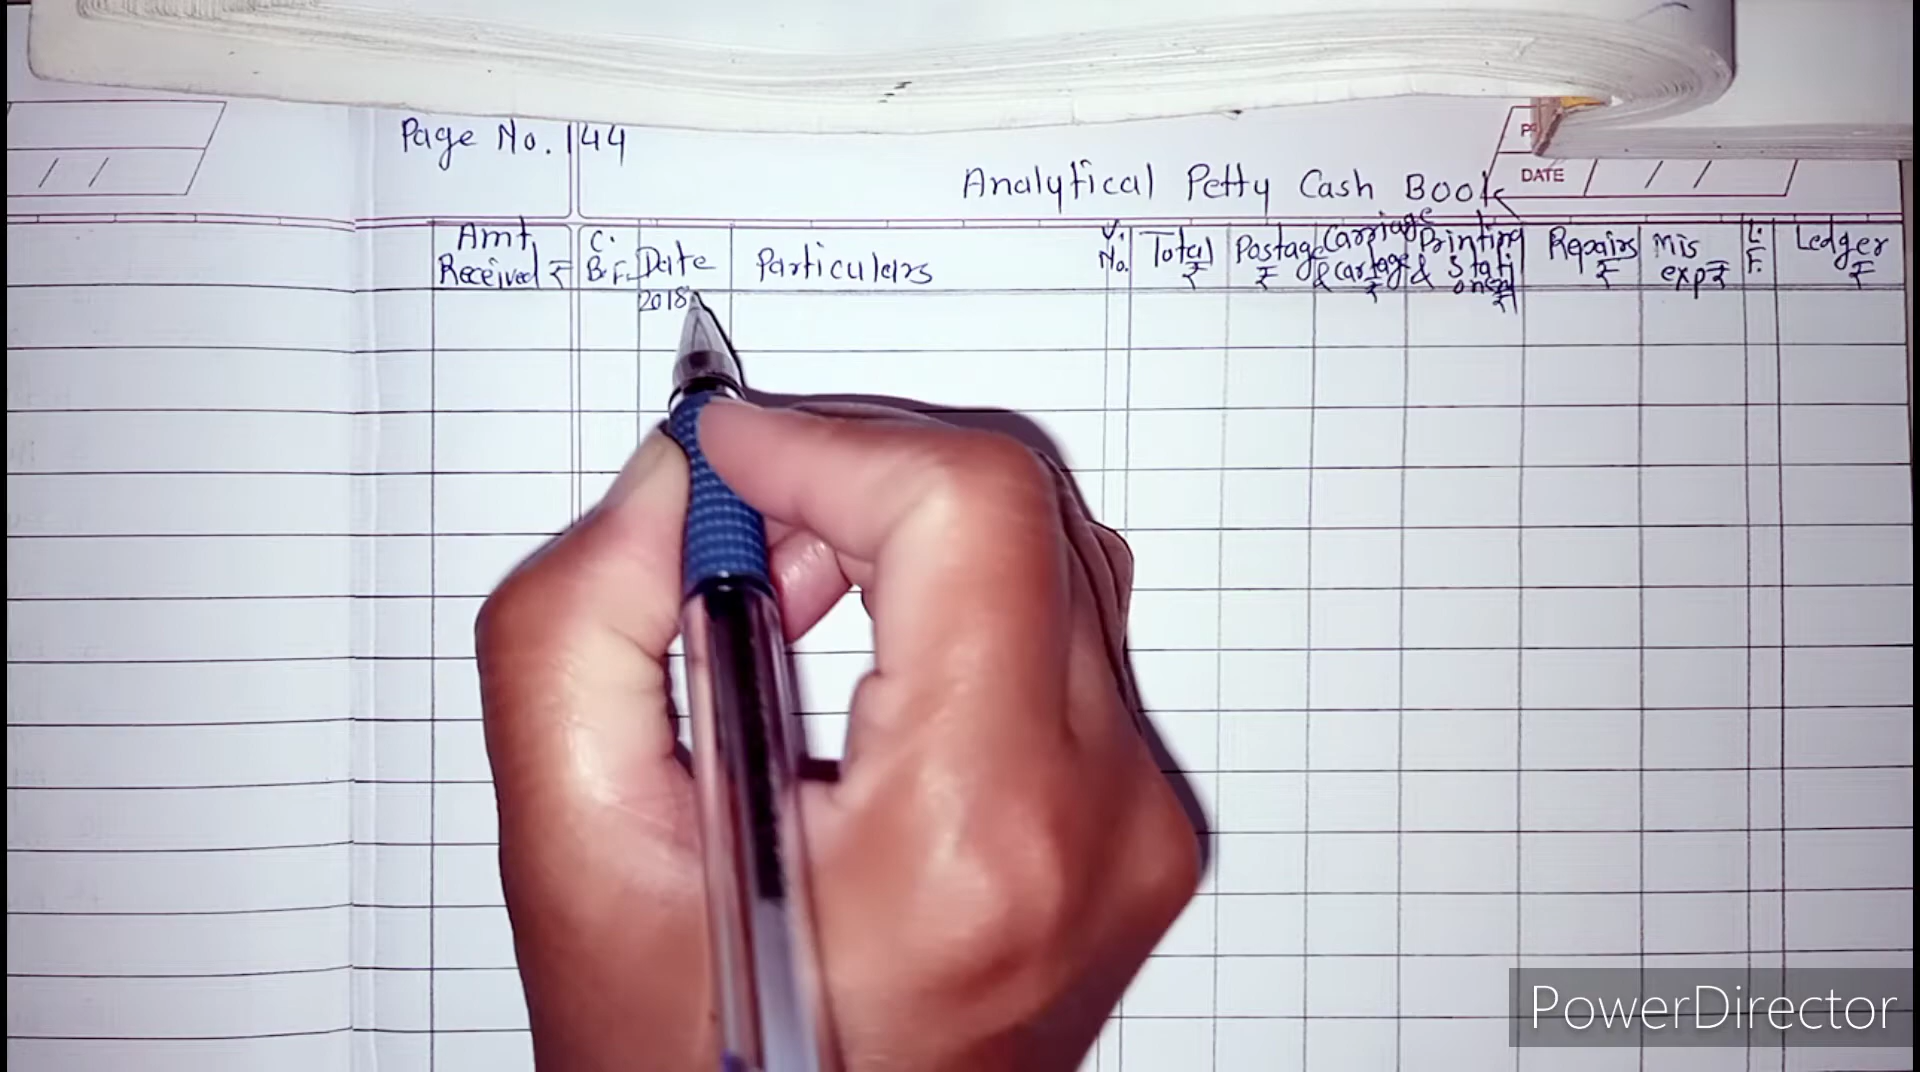 Page No. 144
Analytical Petty Cash Book
DATE
Amt Received ₹
C. B. F.
Date
Particulars
V. No.
Total ₹
Postage ₹
Carriage & Cartage ₹
Printing & Stationery ₹
Repairs ₹
Mis exp ₹
L. F.
Ledger ₹
2018
PowerDirector